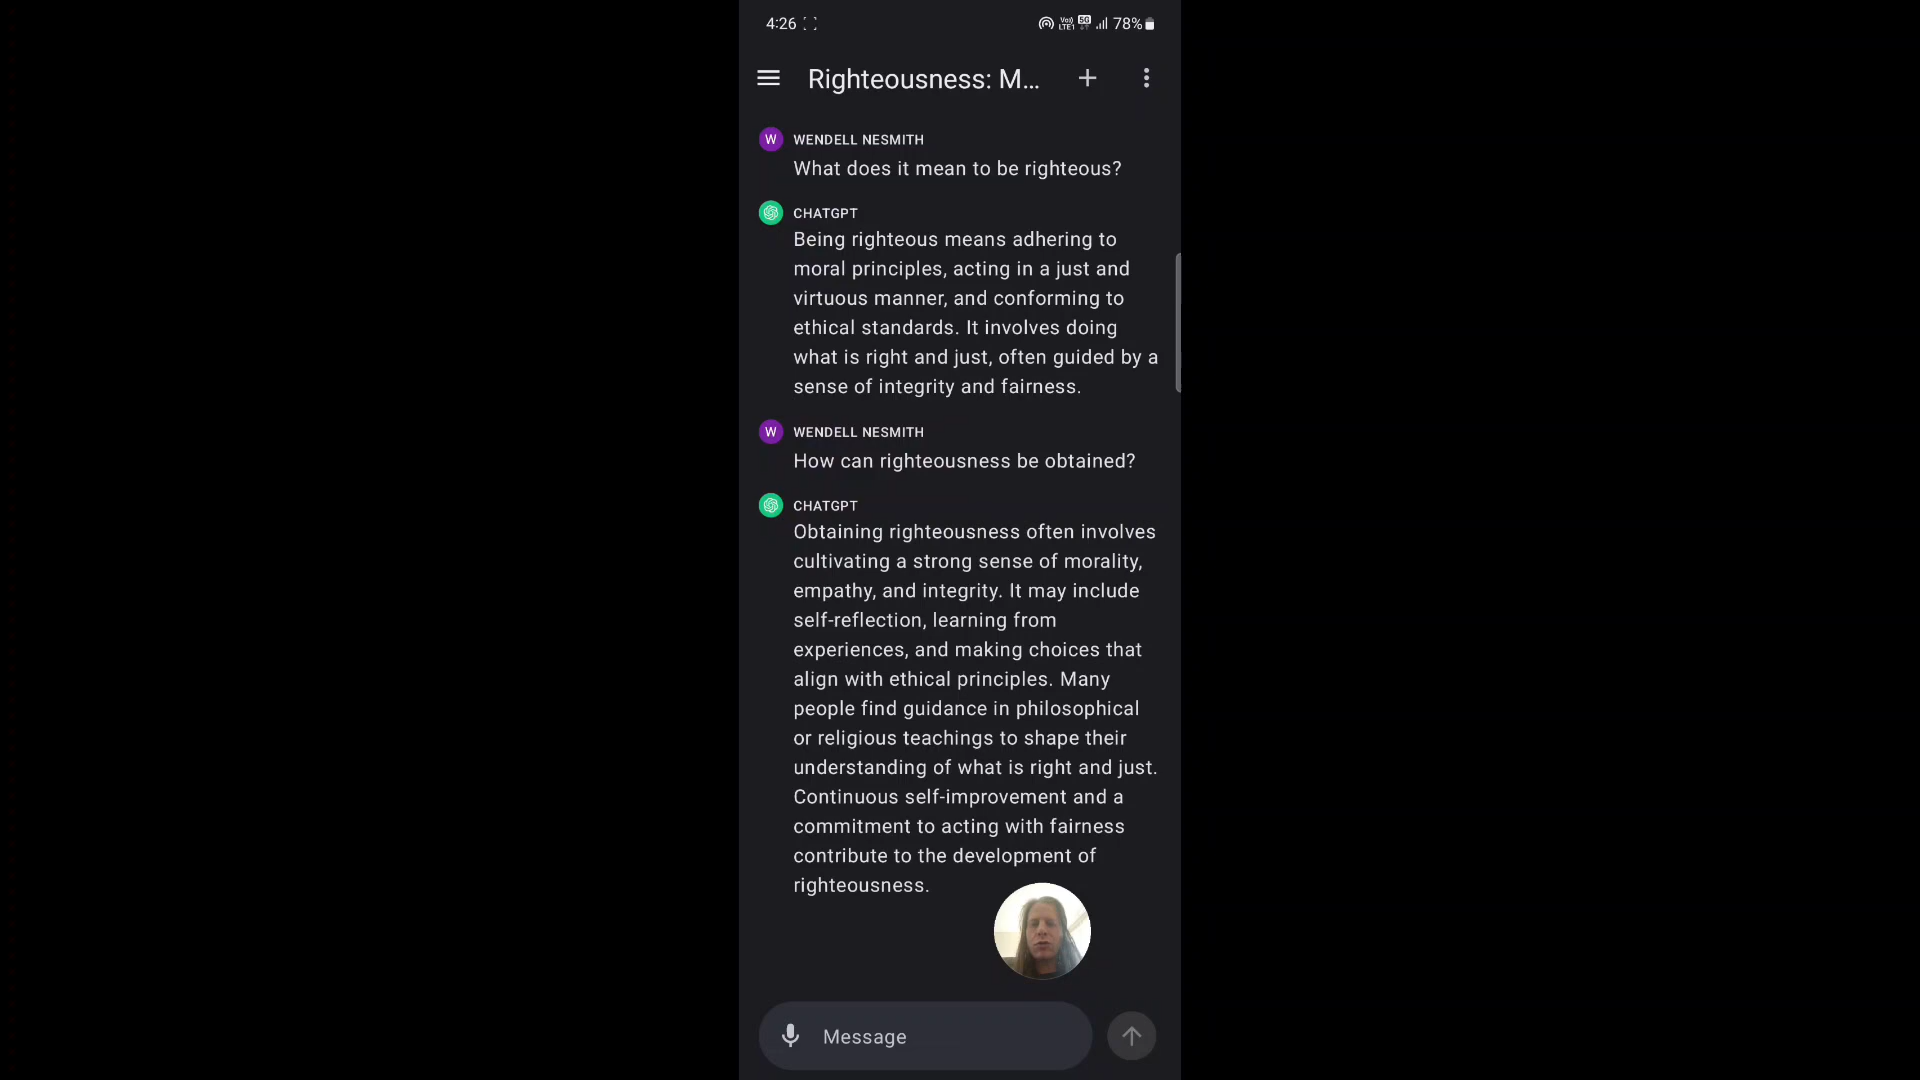 4:26 78%
Righteousness: M...
W WENDELL NESMITH
What does it mean to be righteous?
CHATGPT
Being righteous means adhering to
moral principles, acting in a just and
virtuous manner, and conforming to
ethical standards. It involves doing
what is right and just, often guided by a
sense of integrity and fairness.
W WENDELL NESMITH
How can righteousness be obtained?
CHATGPT
Obtaining righteousness often involves
cultivating a strong sense of morality,
empathy, and integrity. It may include
self-reflection, learning from
experiences, and making choices that
align with ethical principles. Many
people find guidance in philosophical
or religious teachings to shape their
understanding of what is right and just.
Continuous self-improvement and a
commitment to acting with fairness
contribute to the development of
righteousness.
Message